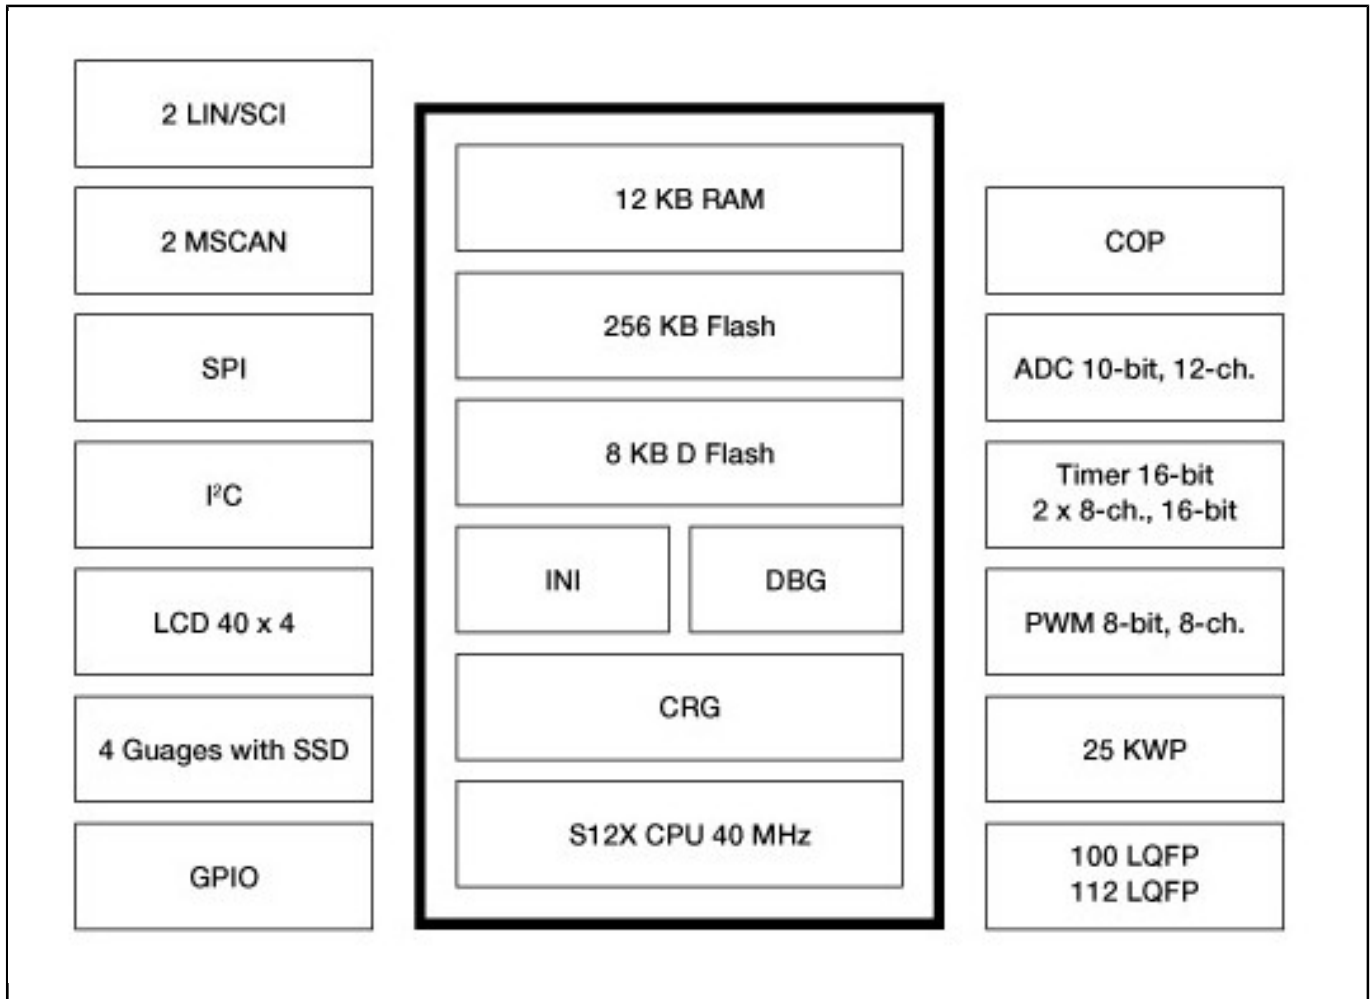 2 LIN/SCI
2 MSCAN
SPI
I²C
LCD 40 x 4
4 Guages with SSD
GPIO
12 KB RAM
256 KB Flash
8 KB D Flash
INI
DBG
CRG
S12X CPU 40 MHz
COP
ADC 10-bit, 12-ch.
Timer 16-bit
2 x 8-ch., 16-bit
PWM 8-bit, 8-ch.
25 KWP
100 LQFP
112 LQFP